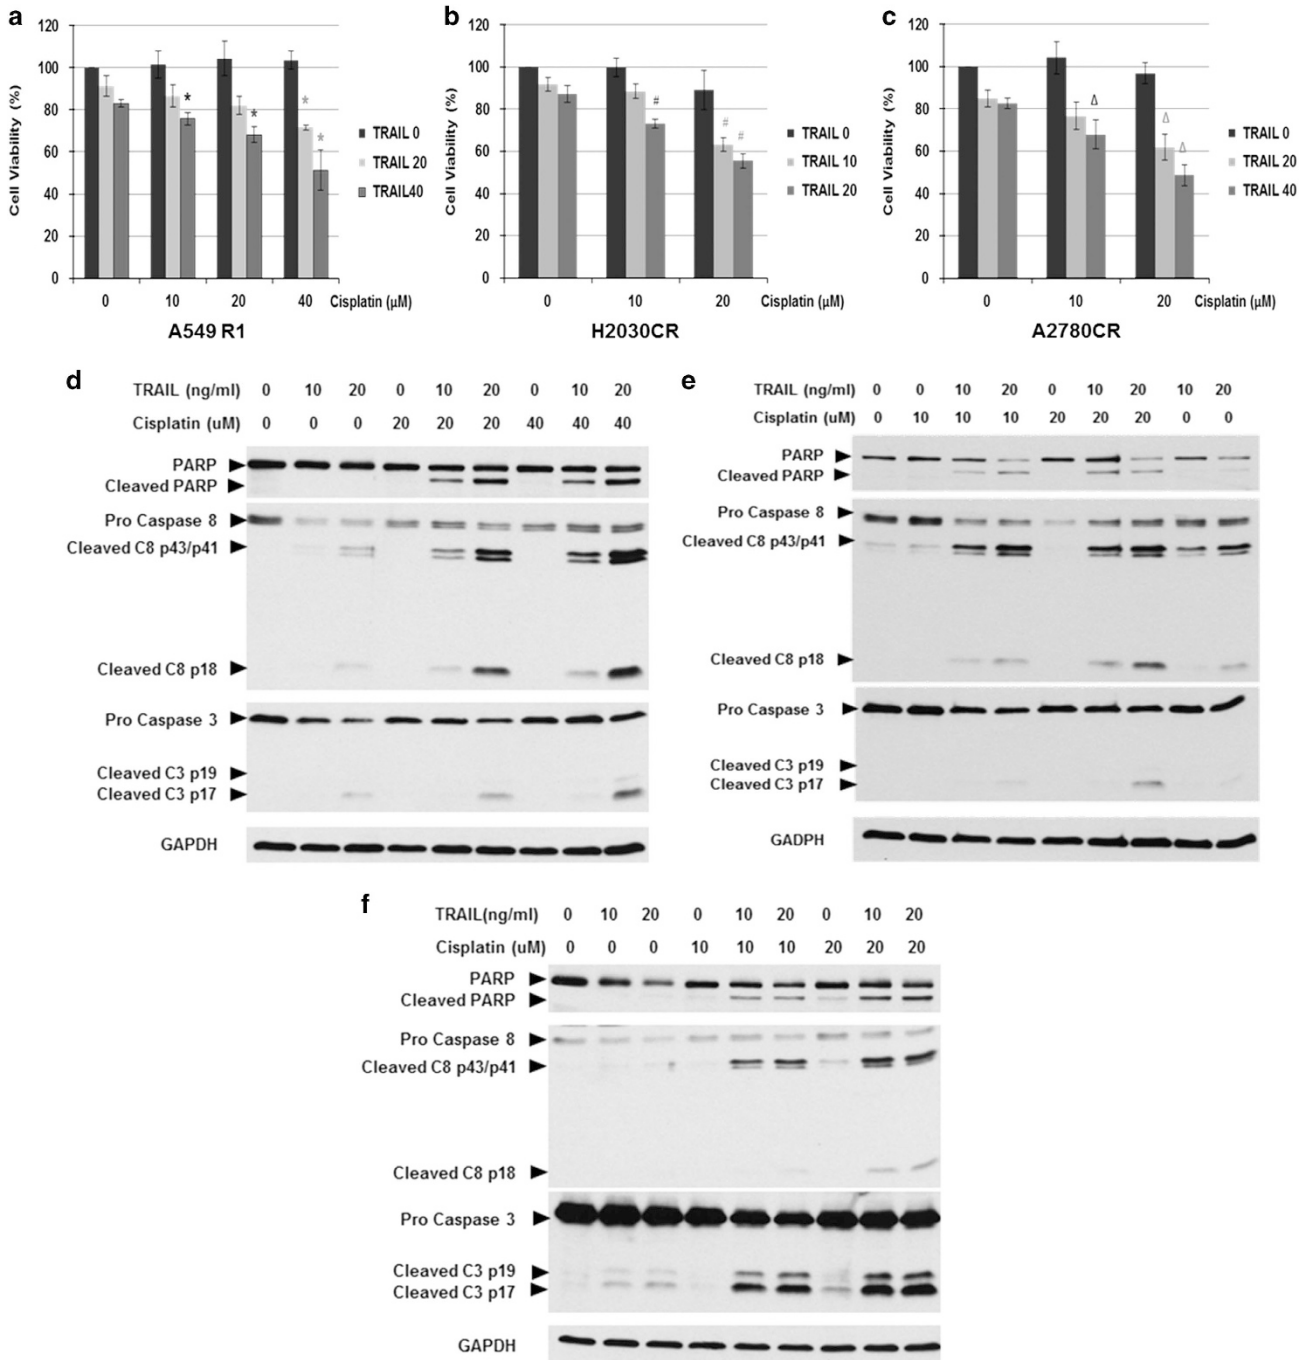 a
120
100
80
60
40
20
0
Cell Viability (%)
* * * *
TRAIL 0
TRAIL 20
TRAIL40
0 10 20 40 Cisplatin (µM)
A549 R1
b
120
100
80
60
40
20
0
Cell Viability (%)
# # #
TRAIL 0
TRAIL 10
TRAIL 20
0 10 20 Cisplatin (µM)
H2030CR
c
120
100
80
60
40
20
0
Cell Viability (%)
Δ Δ Δ
TRAIL 0
TRAIL 20
TRAIL 40
0 10 20 Cisplatin (µM)
A2780CR
d
TRAIL (ng/ml) 0 10 20 0 10 20 0 10 20
Cisplatin (uM) 0 0 0 20 20 20 40 40 40
PARP
Cleaved PARP
Pro Caspase 8
Cleaved C8 p43/p41
Cleaved C8 p18
Pro Caspase 3
Cleaved C3 p19
Cleaved C3 p17
GAPDH
e
TRAIL (ng/ml) 0 0 10 20 0 10 20 10 20
Cisplatin (uM) 0 10 10 10 20 20 20 0 0
PARP
Cleaved PARP
Pro Caspase 8
Cleaved C8 p43/p41
Cleaved C8 p18
Pro Caspase 3
Cleaved C3 p19
Cleaved C3 p17
GADPH
f
TRAIL(ng/ml) 0 10 20 0 10 20 0 10 20
Cisplatin (uM) 0 0 0 10 10 10 20 20 20
PARP
Cleaved PARP
Pro Caspase 8
Cleaved C8 p43/p41
Cleaved C8 p18
Pro Caspase 3
Cleaved C3 p19
Cleaved C3 p17
GAPDH